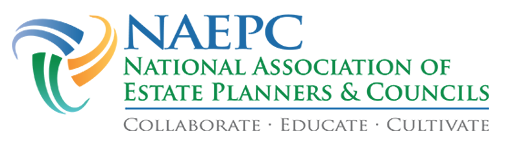 NAEPC
National Association of
Estate Planners & Councils
Collaborate · Educate · Cultivate